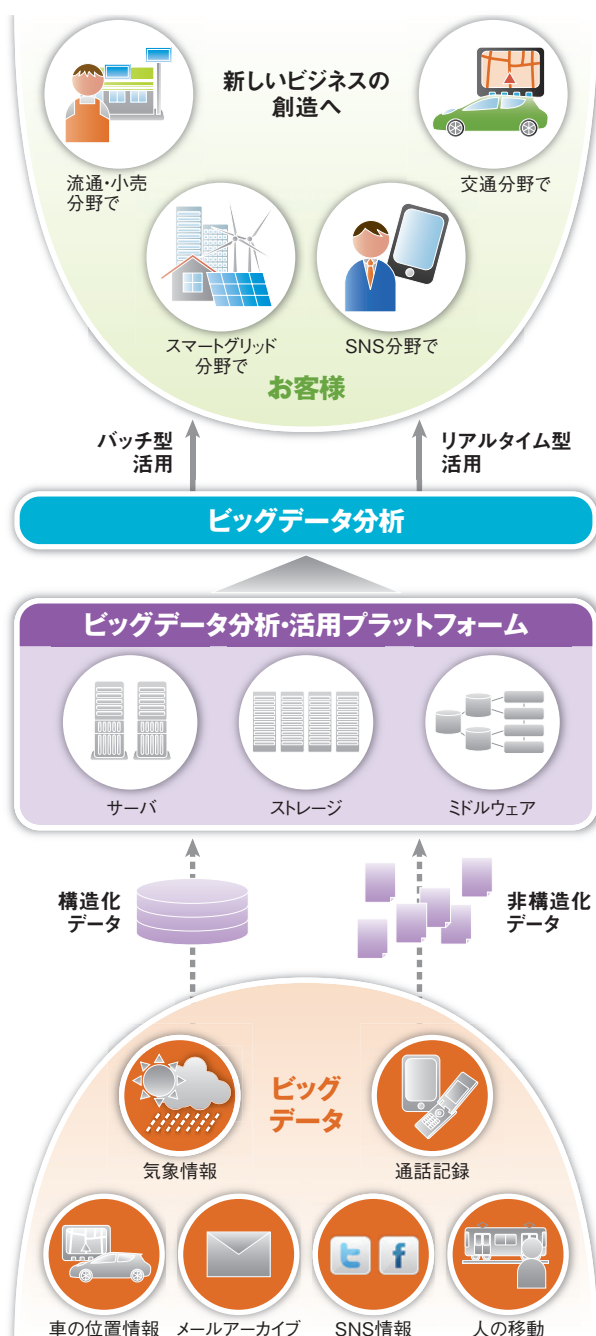 新しいビジネスの
創造へ
流通・小売
分野で
交通分野で
スマートグリッド
分野で
SNS分野で
お客様
バッチ型
活用
リアルタイム型
活用
ビッグデータ分析
ビッグデータ分析・活用プラットフォーム
サーバ
ストレージ
ミドルウェア
構造化
データ
非構造化
データ
ビッグ
データ
気象情報
通話記録
車の位置情報
メールアーカイブ
SNS情報
人の移動